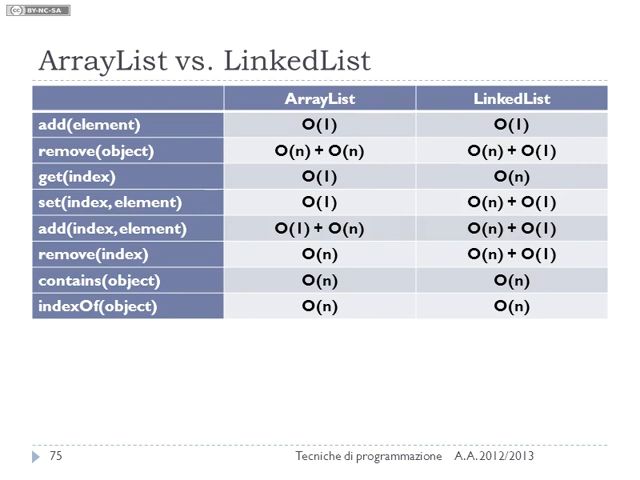 BY-NC-SA
ArrayList vs. LinkedList
ArrayList LinkedList
add(element) O(1) O(1)
remove(object) O(n) + O(n) O(n) + O(1)
get(index) O(1) O(n)
set(index, element) O(1) O(n) + O(1)
add(index, element) O(1) + O(n) O(n) + O(1)
remove(index) O(n) O(n) + O(1)
contains(object) O(n) O(n)
indexOf(object) O(n) O(n)
75 Tecniche di programmazione A.A. 2012/2013